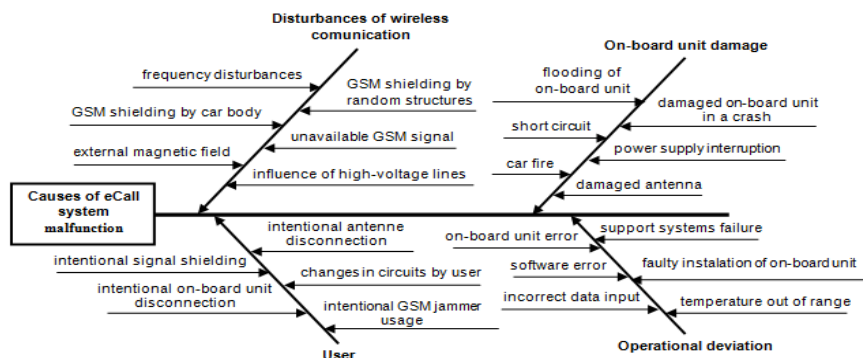 Disturbances of wireless
comunication
On-board unit damage
frequency disturbances
GSM shielding by
random structures
GSM shielding by car body
unavailable GSM signal
external magnetic field
influence of high-voltage lines
flooding of
on-board unit
damaged on-board unit
in a crash
short circuit
power supply interruption
car fire
damaged antenna
Causes of eCall
system
malfunction
intentional antenne
disconnection
intentional signal shielding
changes in circuits by user
intentional on-board unit
disconnection
intentional GSM jammer
usage
User
support systems failure
on-board unit error
faulty instalation of on-board unit
software error
incorrect data input
temperature out of range
Operational deviation